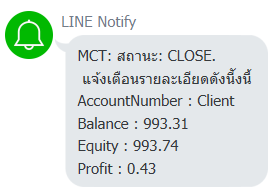 LINE Notify
MCT: สถานะ: CLOSE.
แจ้งเตือนรายละเอียดดังนี้งนี้
AccountNumber : Client
Balance : 993.31
Equity : 993.74
Profit : 0.43